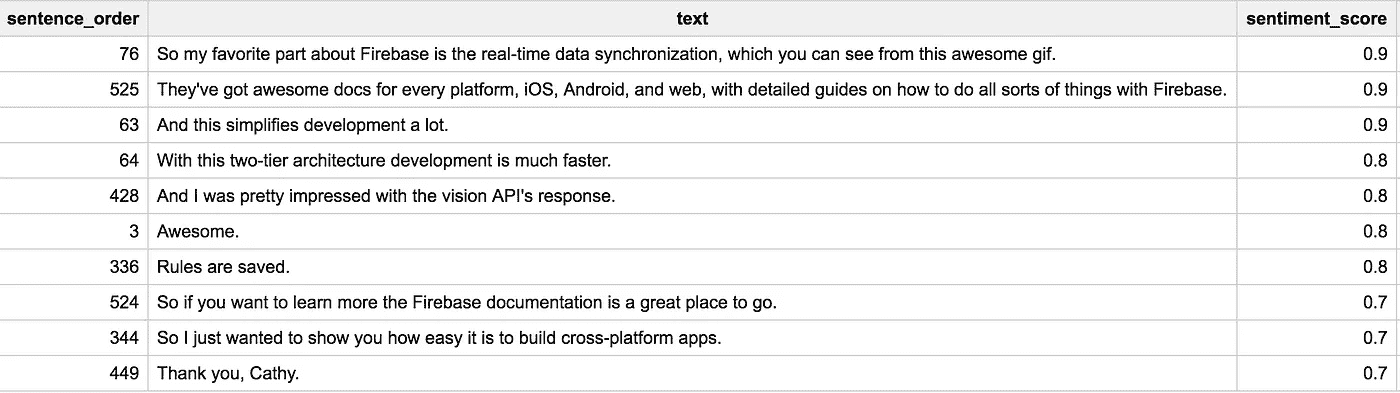 sentence_order text sentiment_score
76 So my favorite part about Firebase is the real-time data synchronization, which you can see from this awesome gif. 0.9
525 They've got awesome docs for every platform, iOS, Android, and web, with detailed guides on how to do all sorts of things with Firebase. 0.9
63 And this simplifies development a lot. 0.9
64 With this two-tier architecture development is much faster. 0.8
428 And I was pretty impressed with the vision API's response. 0.8
3 Awesome. 0.8
336 Rules are saved. 0.8
524 So if you want to learn more the Firebase documentation is a great place to go. 0.7
344 So I just wanted to show you how easy it is to build cross-platform apps. 0.7
449 Thank you, Cathy. 0.7